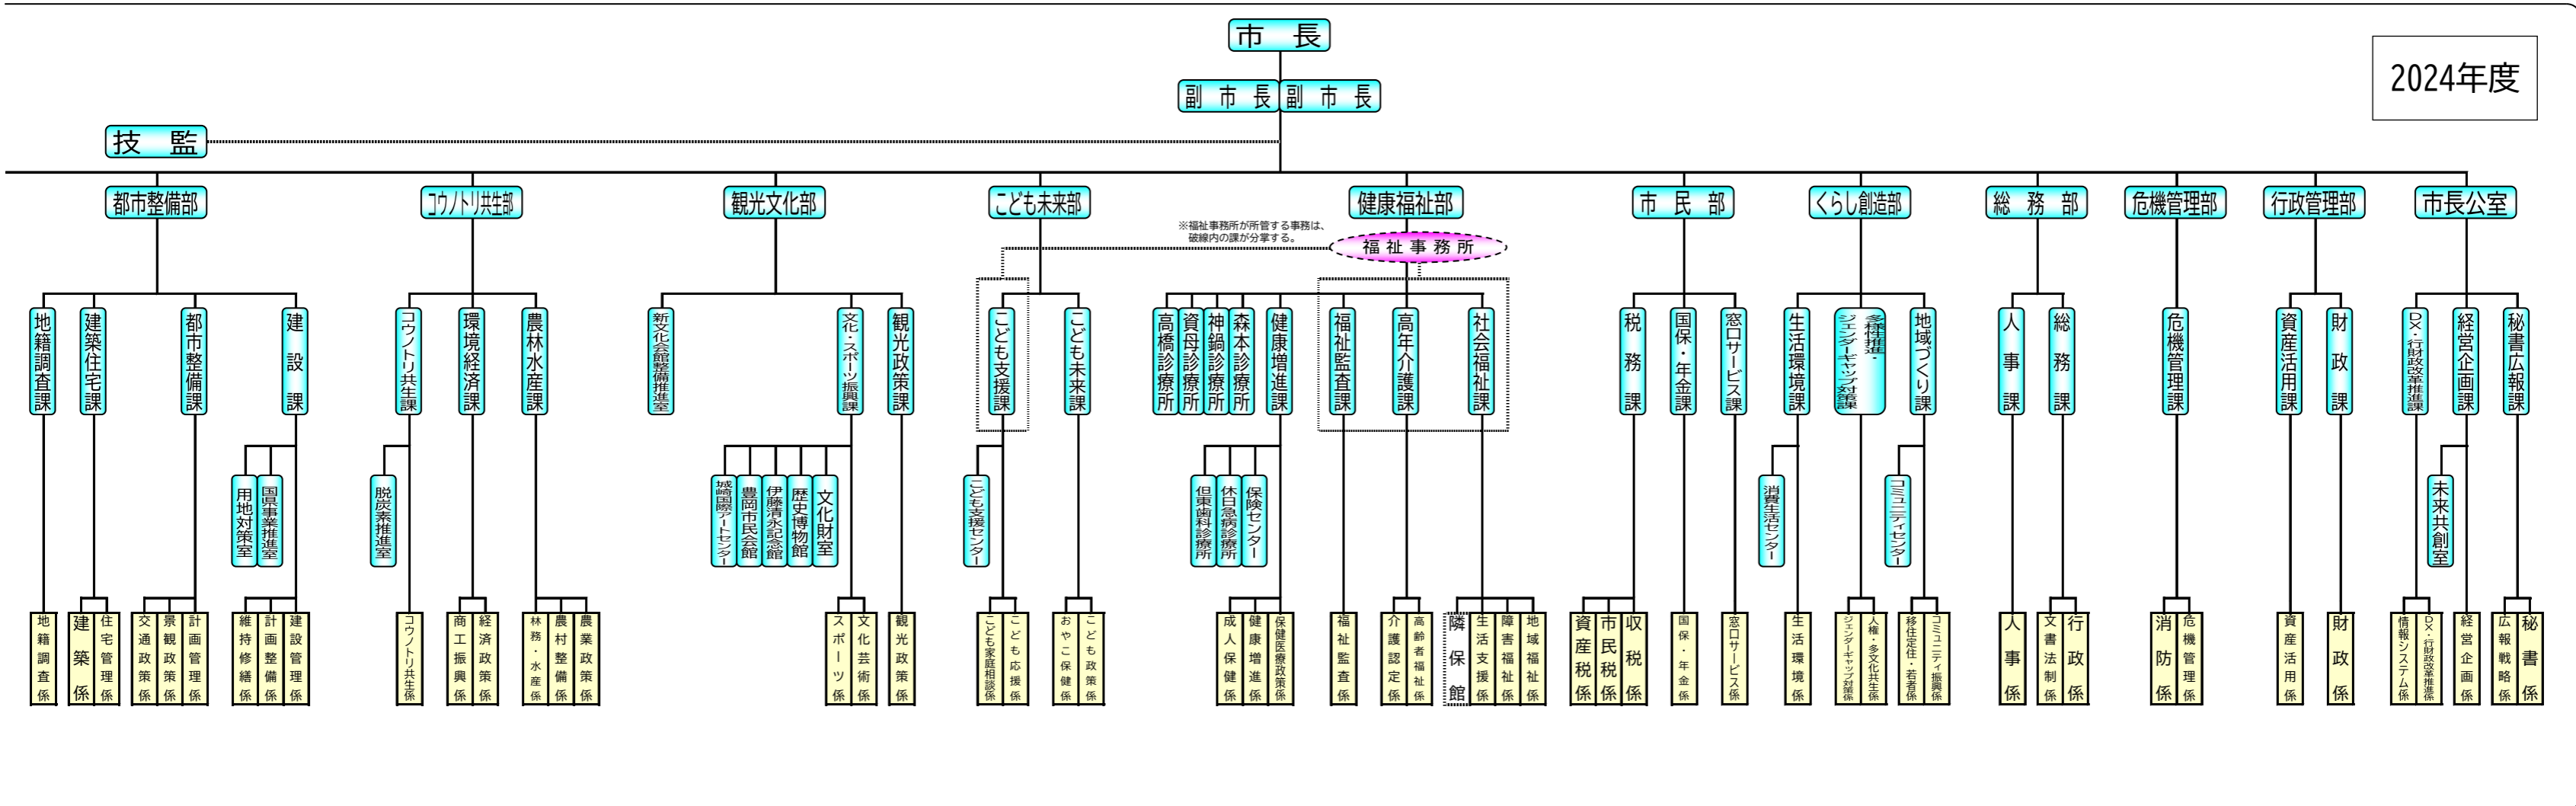 市長
副市長
副市長
2024年度
技監
都市整備部
コウノトリ共生部
観光文化部
こども未来部
健康福祉部
市民部
くらし創造部
総務部
危機管理部
行政管理部
市長公室
※福祉事務所が所管する事務は、
破線内の課が分掌する。
福祉事務所
地籍調査課
建築住宅課
都市整備課
建設課
コウノトリ共生課
環境経済課
農林水産課
新文化会館整備推進室
文化・スポーツ振興課
観光政策課
こども支援課
こども未来課
高橋診療所
資母診療所
神鍋診療所
森本診療所
健康増進課
福祉監査課
高年介護課
社会福祉課
税務課
国保・年金課
窓口サービス課
生活環境課
多様性推進・
ジェンダーギャップ対策課
地域づくり課
人事課
総務課
危機管理課
資産活用課
財政課
DX・行財政改革推進課
経営企画課
秘書広報課
用地対策室
国県事業推進室
脱炭素推進室
城崎国際アートセンター
豊岡市民会館
伊藤清永記念館
歴史博物館
文化財室
こども支援センター
但東歯科診療所
休日急病診療所
保険センター
消費生活センター
コミュニティセンター
未来共創室
地籍調査係
建築係
住宅管理係
交通政策係
景観政策係
計画管理係
維持修繕係
計画整備係
建設管理係
コウノトリ共生係
商工振興係
経済政策係
林務・水産係
農村整備係
農業政策係
スポーツ係
文化芸術係
観光政策係
こども家庭相談係
こども応援係
おやこ保健係
こども政策係
成人保健係
健康増進係
保健医療政策係
福祉監査係
介護認定係
高齢者福祉係
隣保館
生活支援係
障害福祉係
地域福祉係
資産税係
市民税係
収税係
国保・年金係
窓口サービス係
生活環境係
ジェンダーギャップ対策係
人権・多文化共生係
移住定住・若者係
コミュニティ振興係
人事係
文書法制係
行政係
消防係
危機管理係
資産活用係
財政係
情報システム係
DX・行財政改革推進係
経営企画係
広報戦略係
秘書係